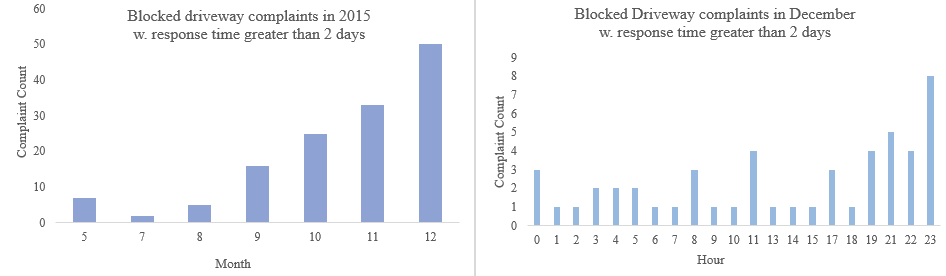 Blocked driveway complaints in 2015
w. response time greater than 2 days
60
50
40
30
20
10
0
Complaint Count
5 7 8 9 10 11 12
Month
Blocked Driveway complaints in December
w. response time greater than 2 days
9
8
7
6
5
4
3
2
1
0
Complaint Count
0 1 2 3 4 5 6 7 8 9 10 11 13 14 15 17 18 19 21 22 23
Hour